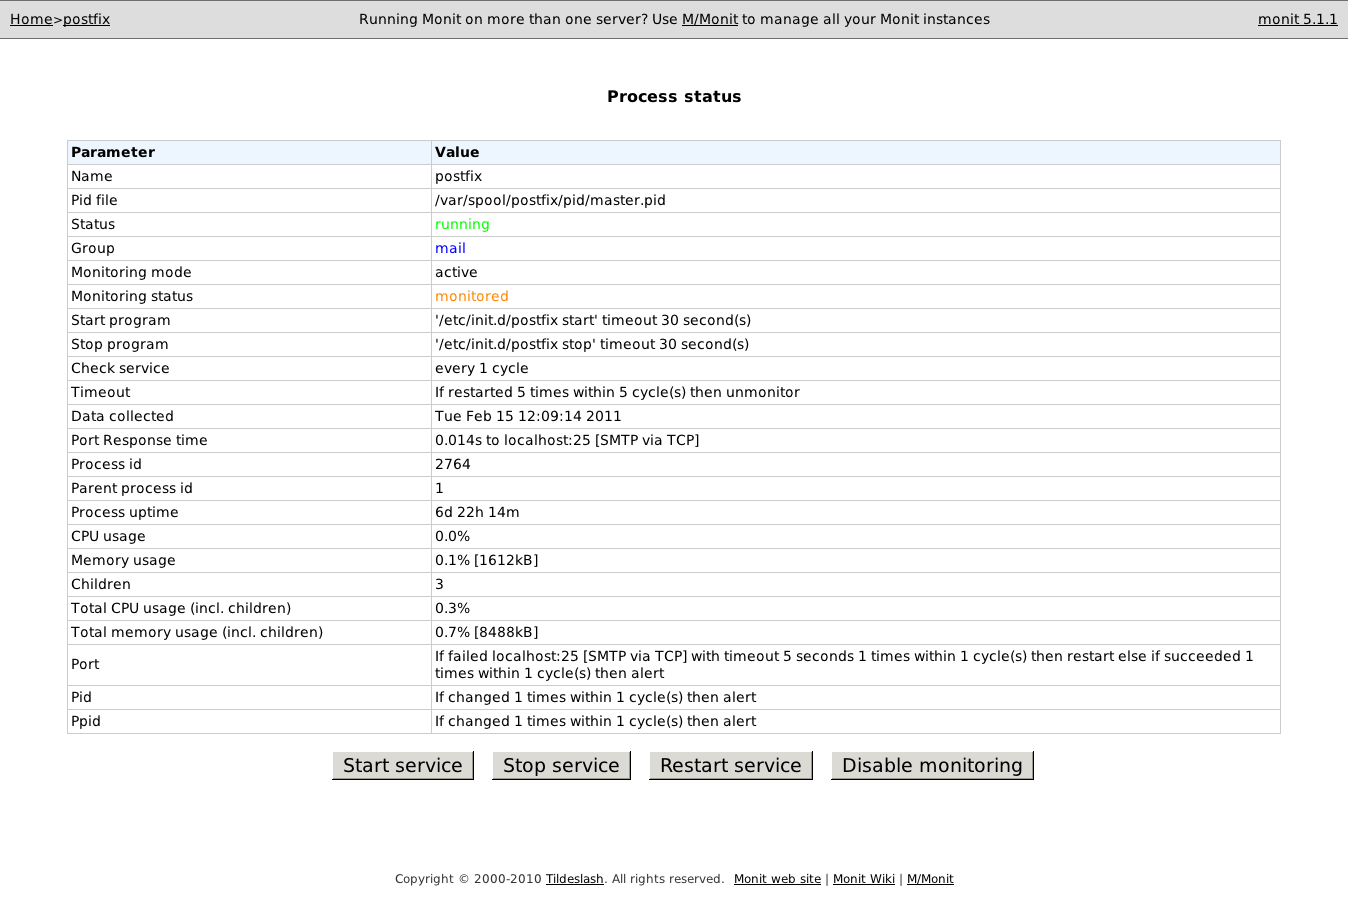 Home>postfix Running Monit on more than one server? Use M/Monit to manage all your Monit instances monit 5.1.1
Process status
Parameter Value
Name postfix
Pid file /var/spool/postfix/pid/master.pid
Status running
Group mail
Monitoring mode active
Monitoring status monitored
Start program '/etc/init.d/postfix start' timeout 30 second(s)
Stop program '/etc/init.d/postfix stop' timeout 30 second(s)
Check service every 1 cycle
Timeout If restarted 5 times within 5 cycle(s) then unmonitor
Data collected Tue Feb 15 12:09:14 2011
Port Response time 0.014s to localhost:25 [SMTP via TCP]
Process id 2764
Parent process id 1
Process uptime 6d 22h 14m
CPU usage 0.0%
Memory usage 0.1% [1612kB]
Children 3
Total CPU usage (incl. children) 0.3%
Total memory usage (incl. children) 0.7% [8488kB]
Port If failed localhost:25 [SMTP via TCP] with timeout 5 seconds 1 times within 1 cycle(s) then restart else if succeeded 1
times within 1 cycle(s) then alert
Pid If changed 1 times within 1 cycle(s) then alert
Ppid If changed 1 times within 1 cycle(s) then alert
Start service Stop service Restart service Disable monitoring
Copyright © 2000-2010 Tildeslash. All rights reserved. Monit web site | Monit Wiki | M/Monit